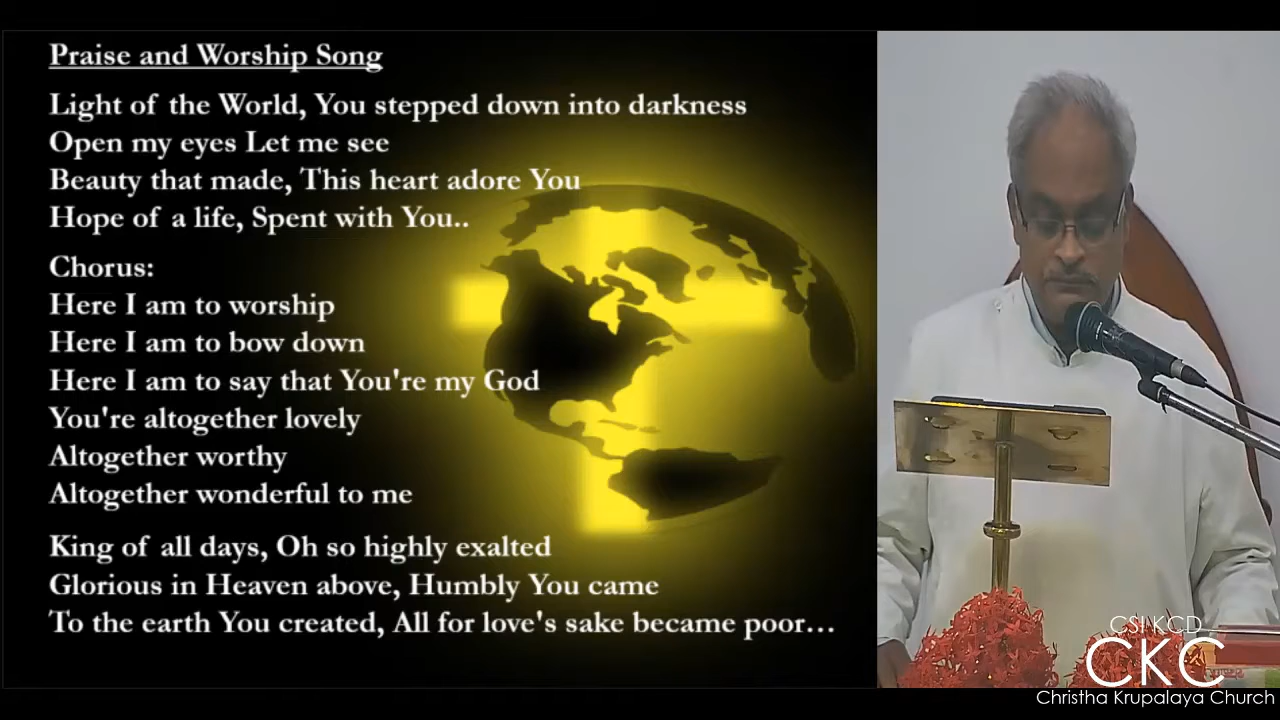 Praise and Worship Song
Light of the World, You stepped down into darkness
Open my eyes Let me see
Beauty that made, This heart adore You
Hope of a life, Spent with You..
Chorus:
Here I am to worship
Here I am to bow down
Here I am to say that You're my God
You're altogether lovely
Altogether worthy
Altogether wonderful to me
King of all days, Oh so highly exalted
Glorious in Heaven above, Humbly You came
To the earth You created, All for love's sake became poor...
CSI KCD
CKC
Christha Krupalaya Church